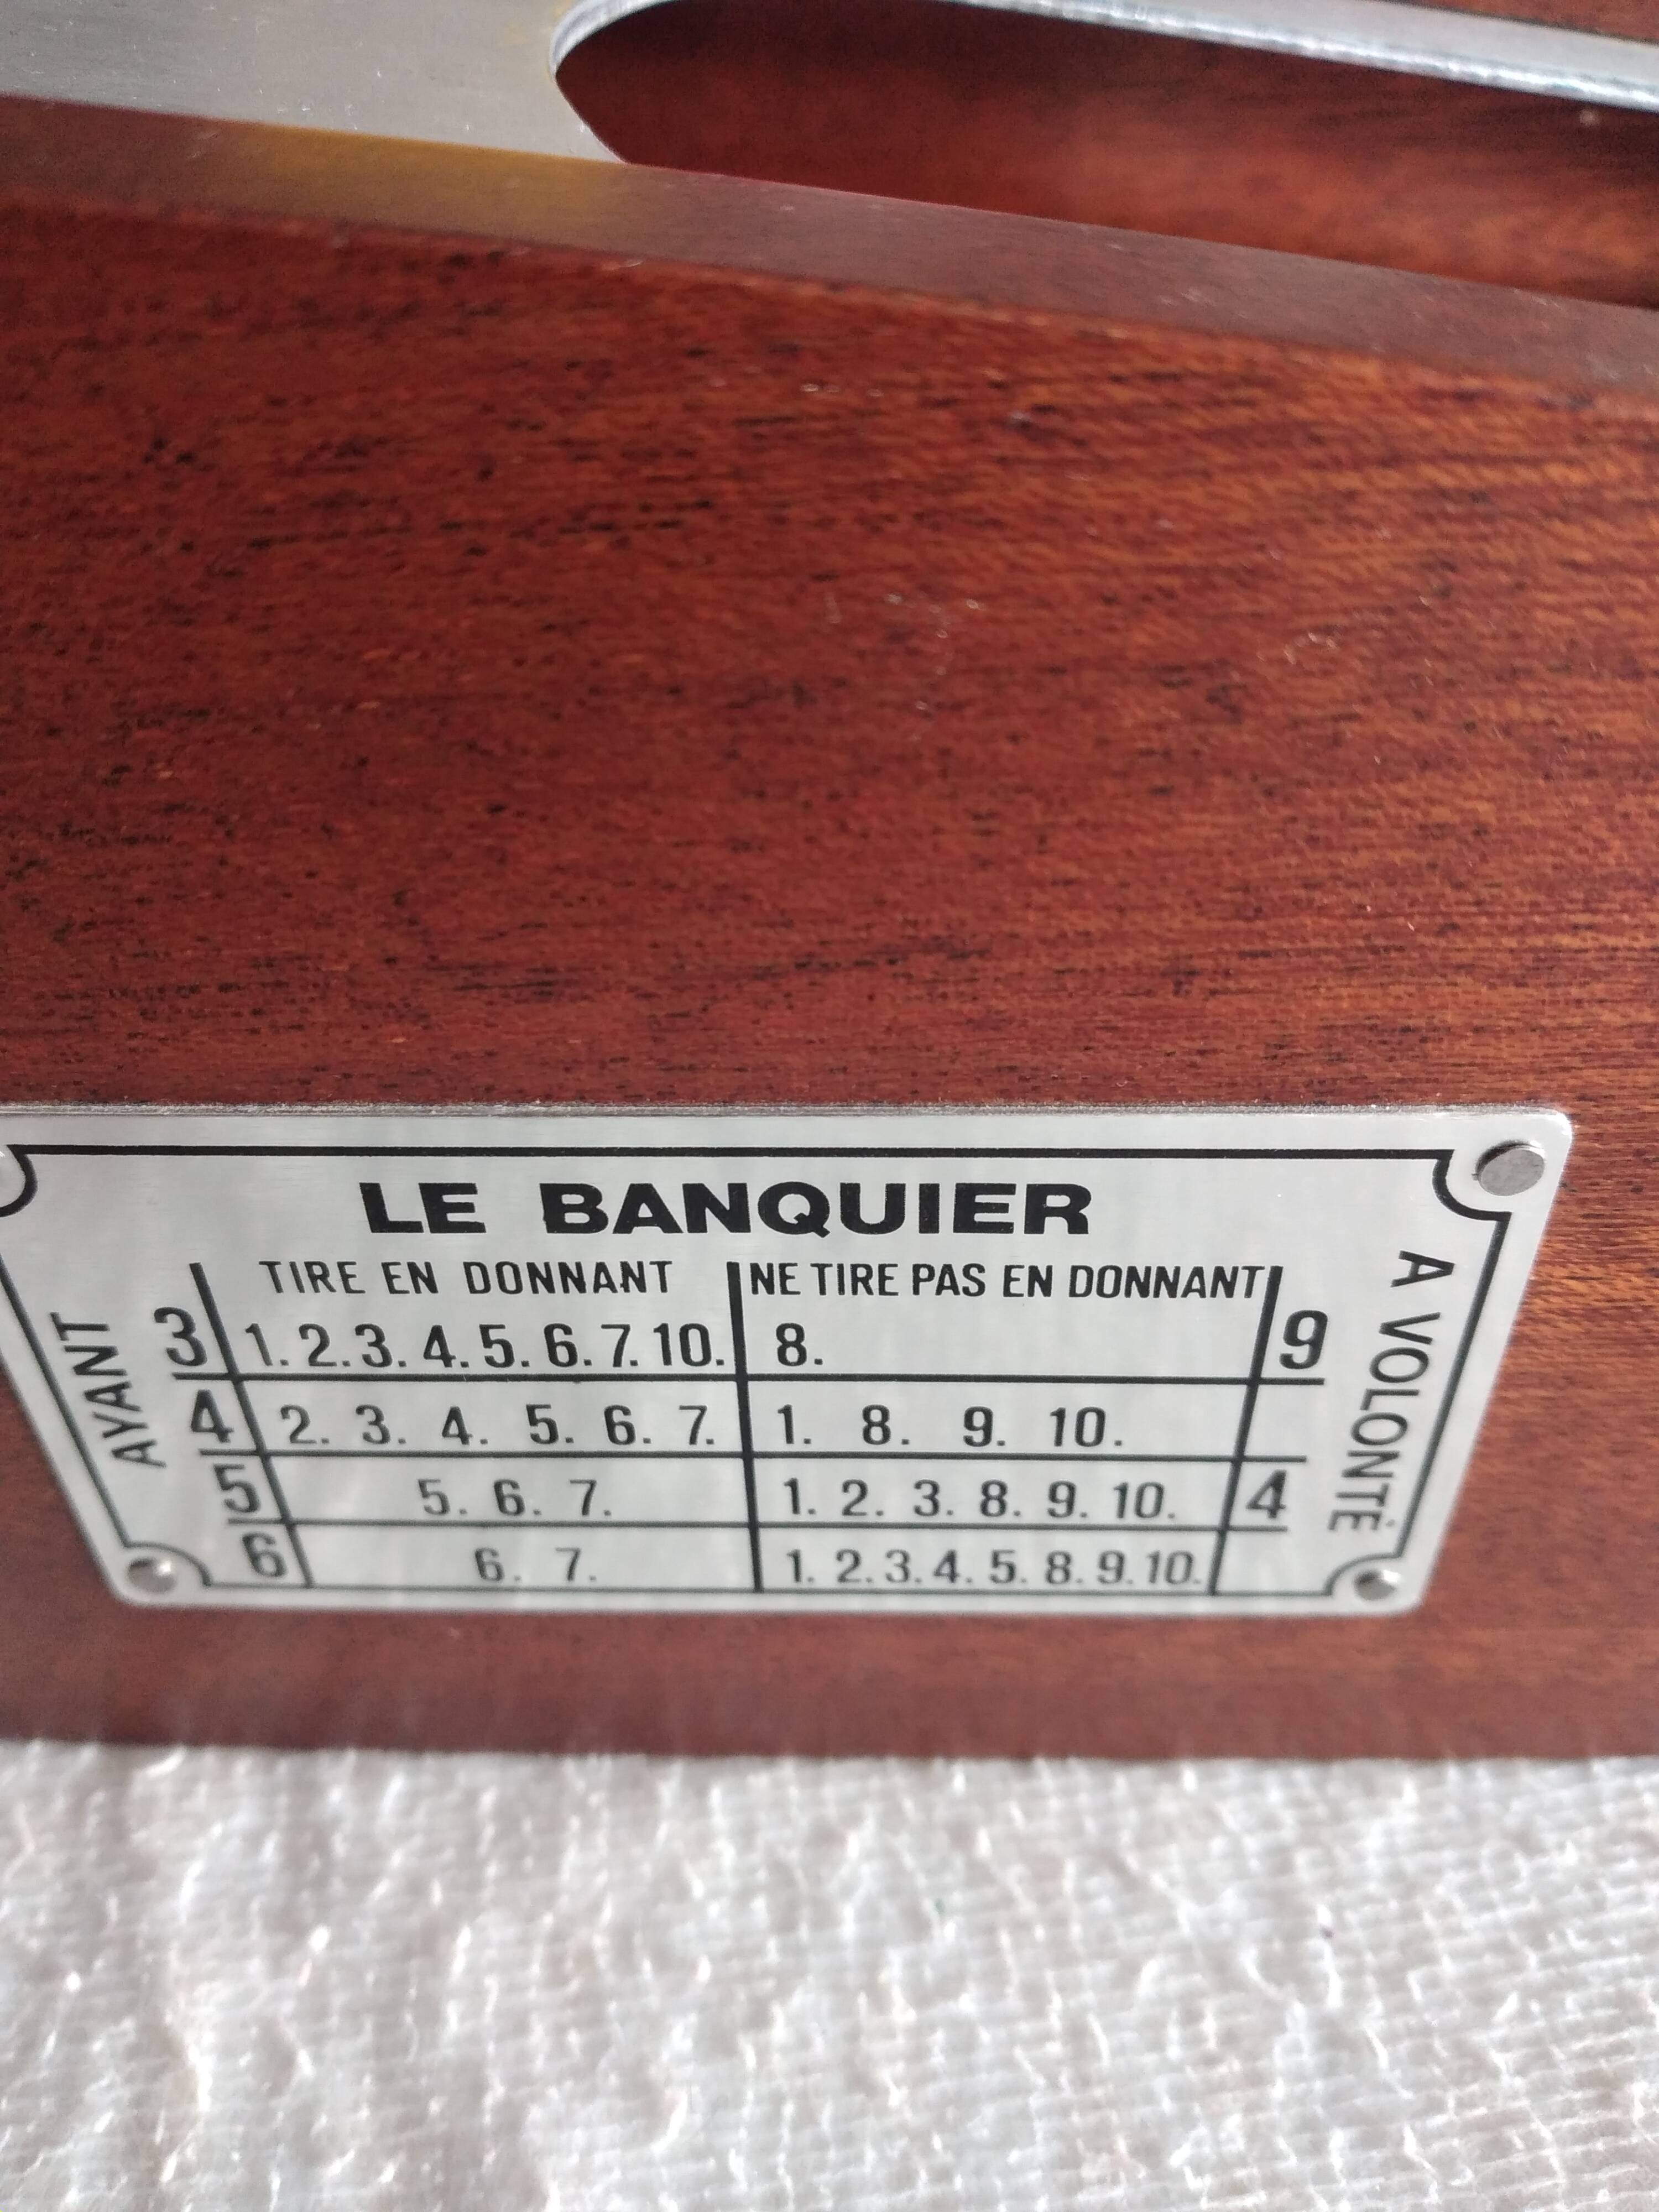 LE BANQUIER
TIRE EN DONNANT NE TIRE PAS EN DONNANT
AYANT
3 1. 2. 3. 4. 5. 6. 7. 10. 8. 9
4 2. 3. 4. 5. 6. 7. 1. 8. 9. 10.
5 5. 6. 7. 1. 2. 3. 8. 9. 10. 4
6 6. 7. 1. 2. 3. 4. 5. 8. 9. 10.
A VOLONTÉ